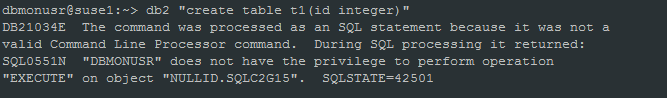 dbmonusr@suse1:~> db2 "create table t1(id integer)"
DB21034E  The command was processed as an SQL statement because it was not a
valid Command Line Processor command.  During SQL processing it returned:
SQL0551N  "DBMONUSR" does not have the privilege to perform operation
"EXECUTE" on object "NULLID.SQLC2G15".  SQLSTATE=42501